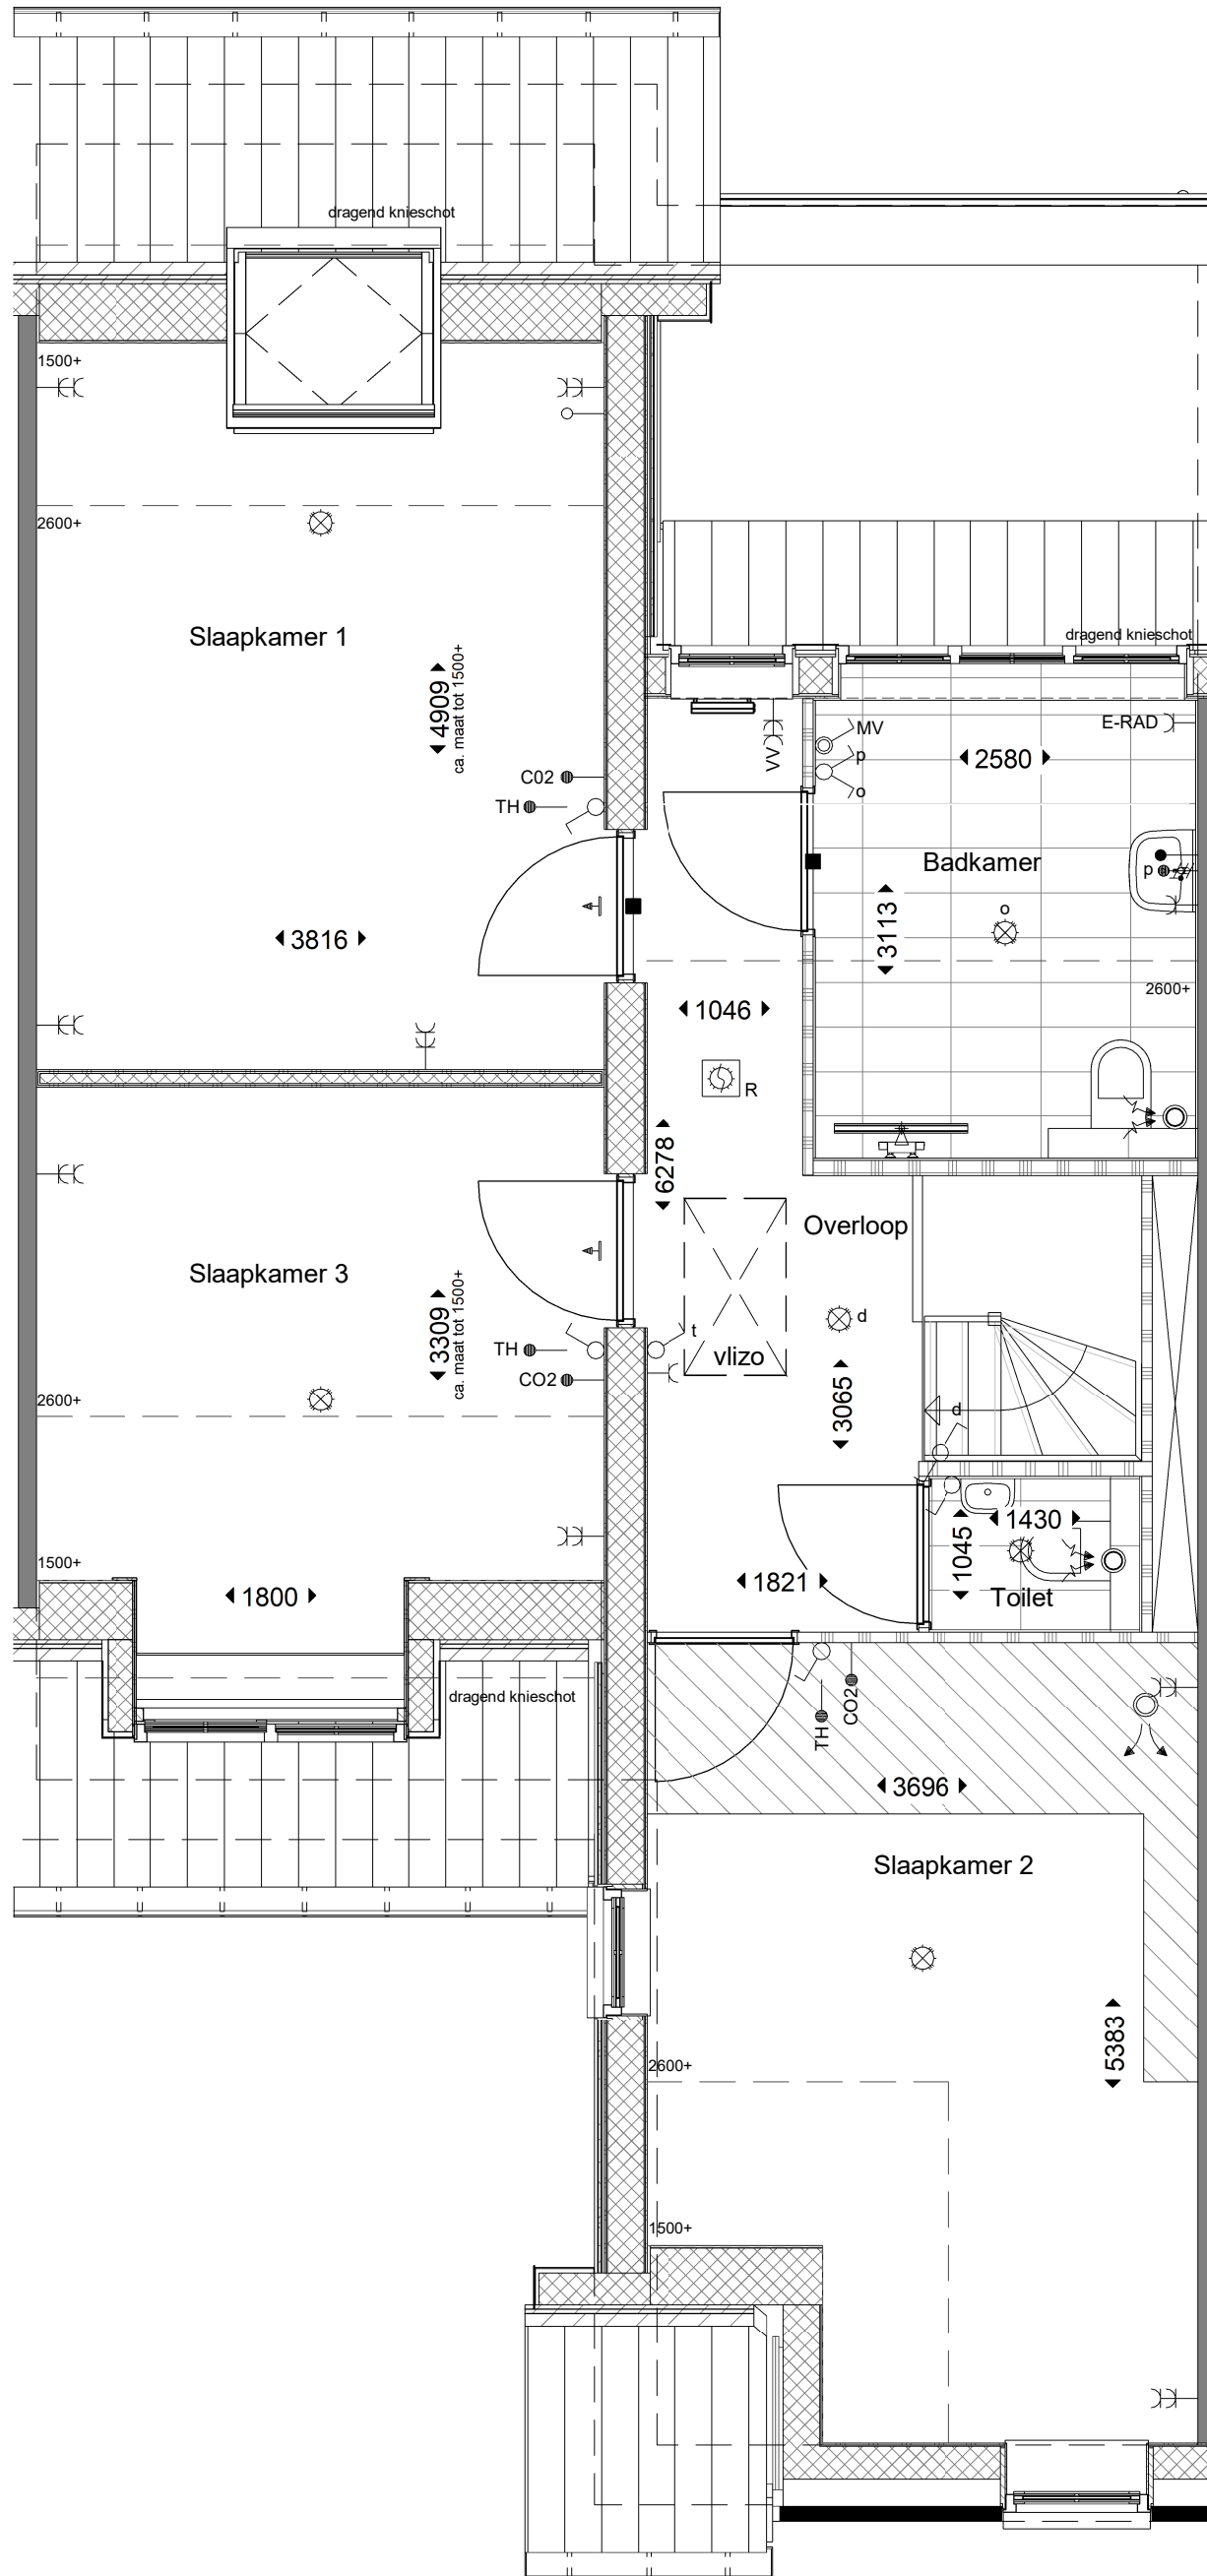 dragend knieschot
1500+
2600+
Slaapkamer 1
4909
ca. maat tot 1500+
C02
TH
3816
dragend knieschot
VV
MV
p
o
2580
E-RAD
Badkamer
p
3113
o
2600+
1046
R
6278
Overloop
Slaapkamer 3
3309
ca. maat tot 1500+
TH
CO2
t
vlizo
d
3065
d
2600+
1500+
1800
1430
1045
1821
Toilet
dragend knieschot
TH
CO2
3696
Slaapkamer 2
5383
2600+
1500+